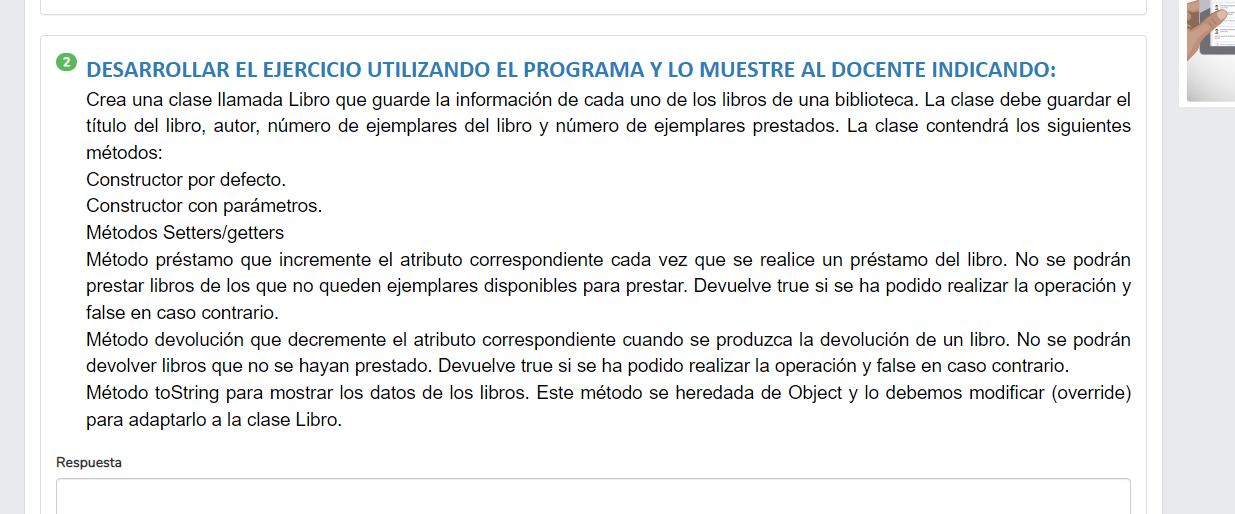 2
DESARROLLAR EL EJERCICIO UTILIZANDO EL PROGRAMA Y LO MUESTRE AL DOCENTE INDICANDO:
Crea una clase llamada Libro que guarde la información de cada uno de los libros de una biblioteca. La clase debe guardar el
título del libro, autor, número de ejemplares del libro y número de ejemplares prestados. La clase contendrá los siguientes
métodos:
Constructor por defecto.
Constructor con parámetros.
Métodos Setters/getters
Método préstamo que incremente el atributo correspondiente cada vez que se realice un préstamo del libro. No se podrán
prestar libros de los que no queden ejemplares disponibles para prestar. Devuelve true si se ha podido realizar la operación y
false en caso contrario.
Método devolución que decremente el atributo correspondiente cuando se produzca la devolución de un libro. No se podrán
devolver libros que no se hayan prestado. Devuelve true si se ha podido realizar la operación y false en caso contrario.
Método toString para mostrar los datos de los libros. Este método se heredada de Object y lo debemos modificar (override)
para adaptarlo a la clase Libro.
Respuesta